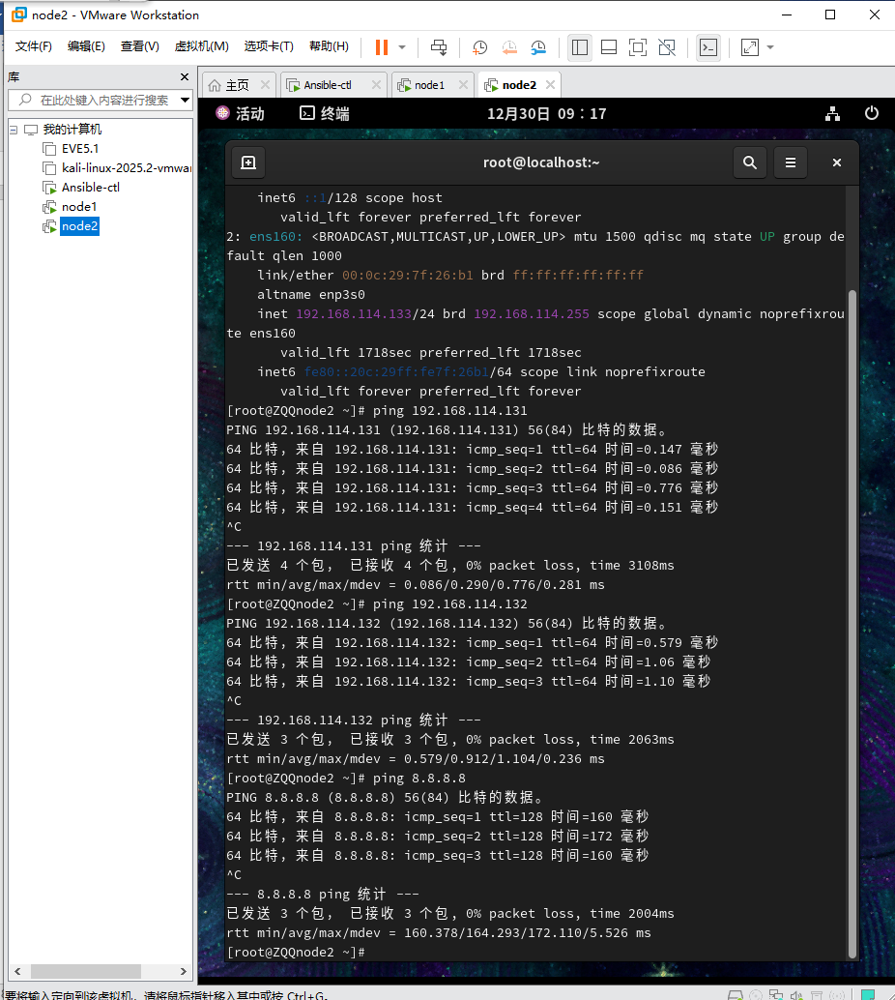 node2 - VMware Workstation
文件(F) 编辑(E) 查看(V) 虚拟机(M) 选项卡(T) 帮助(H)
库
在此处键入内容进行搜索
我的计算机
EVE5.1
kali-linux-2025.2-vmwar
Ansible-ctl
node1
node2
主页 Ansible-ctl node1 node2
活动 终端 12月30日 09：17
root@localhost:~
inet6 ::1/128 scope host
valid_lft forever preferred_lft forever
2: ens160: <BROADCAST,MULTICAST,UP,LOWER_UP> mtu 1500 qdisc mq state UP group de
fault qlen 1000
link/ether 00:0c:29:7f:26:b1 brd ff:ff:ff:ff:ff:ff
altname enp3s0
inet 192.168.114.133/24 brd 192.168.114.255 scope global dynamic noprefixrou
te ens160
valid_lft 1718sec preferred_lft 1718sec
inet6 fe80::20c:29ff:fe7f:26b1/64 scope link noprefixroute
valid_lft forever preferred_lft forever
[root@ZQQnode2 ~]# ping 192.168.114.131
PING 192.168.114.131 (192.168.114.131) 56(84) 比特的数据。
64 比特，来自 192.168.114.131: icmp_seq=1 ttl=64 时间=0.147 毫秒
64 比特，来自 192.168.114.131: icmp_seq=2 ttl=64 时间=0.086 毫秒
64 比特，来自 192.168.114.131: icmp_seq=3 ttl=64 时间=0.776 毫秒
64 比特，来自 192.168.114.131: icmp_seq=4 ttl=64 时间=0.151 毫秒
^C
--- 192.168.114.131 ping 统计 ---
已发送 4 个包， 已接收 4 个包, 0% packet loss, time 3108ms
rtt min/avg/max/mdev = 0.086/0.290/0.776/0.281 ms
[root@ZQQnode2 ~]# ping 192.168.114.132
PING 192.168.114.132 (192.168.114.132) 56(84) 比特的数据。
64 比特，来自 192.168.114.132: icmp_seq=1 ttl=64 时间=0.579 毫秒
64 比特，来自 192.168.114.132: icmp_seq=2 ttl=64 时间=1.06 毫秒
64 比特，来自 192.168.114.132: icmp_seq=3 ttl=64 时间=1.10 毫秒
^C
--- 192.168.114.132 ping 统计 ---
已发送 3 个包， 已接收 3 个包, 0% packet loss, time 2063ms
rtt min/avg/max/mdev = 0.579/0.912/1.104/0.236 ms
[root@ZQQnode2 ~]# ping 8.8.8.8
PING 8.8.8.8 (8.8.8.8) 56(84) 比特的数据。
64 比特，来自 8.8.8.8: icmp_seq=1 ttl=128 时间=160 毫秒
64 比特，来自 8.8.8.8: icmp_seq=2 ttl=128 时间=172 毫秒
64 比特，来自 8.8.8.8: icmp_seq=3 ttl=128 时间=160 毫秒
^C
--- 8.8.8.8 ping 统计 ---
已发送 3 个包， 已接收 3 个包, 0% packet loss, time 2004ms
rtt min/avg/max/mdev = 160.378/164.293/172.110/5.526 ms
[root@ZQQnode2 ~]#
要将输入定向到该虚拟机，请将鼠标指针移入其中或按 Ctrl+G。